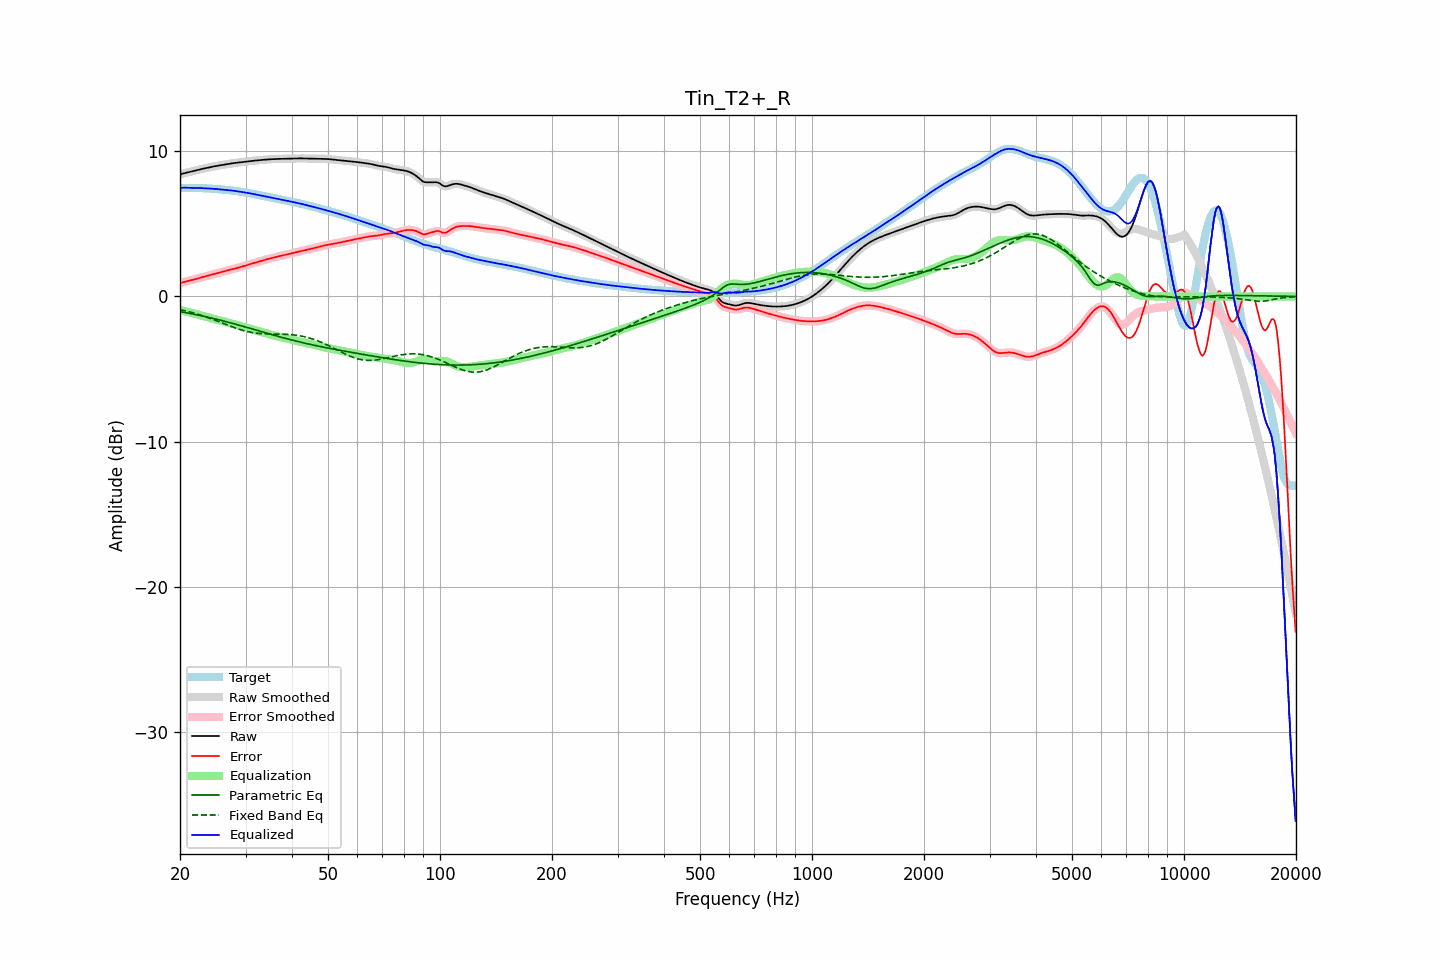 Tin_T2+_R
10
0
−10
−20
−30
Amplitude (dBr)
Target
Raw Smoothed
Error Smoothed
Raw
Error
Equalization
Parametric Eq
Fixed Band Eq
Equalized
20 50 100 200 500 1000 2000 5000 10000 20000
Frequency (Hz)